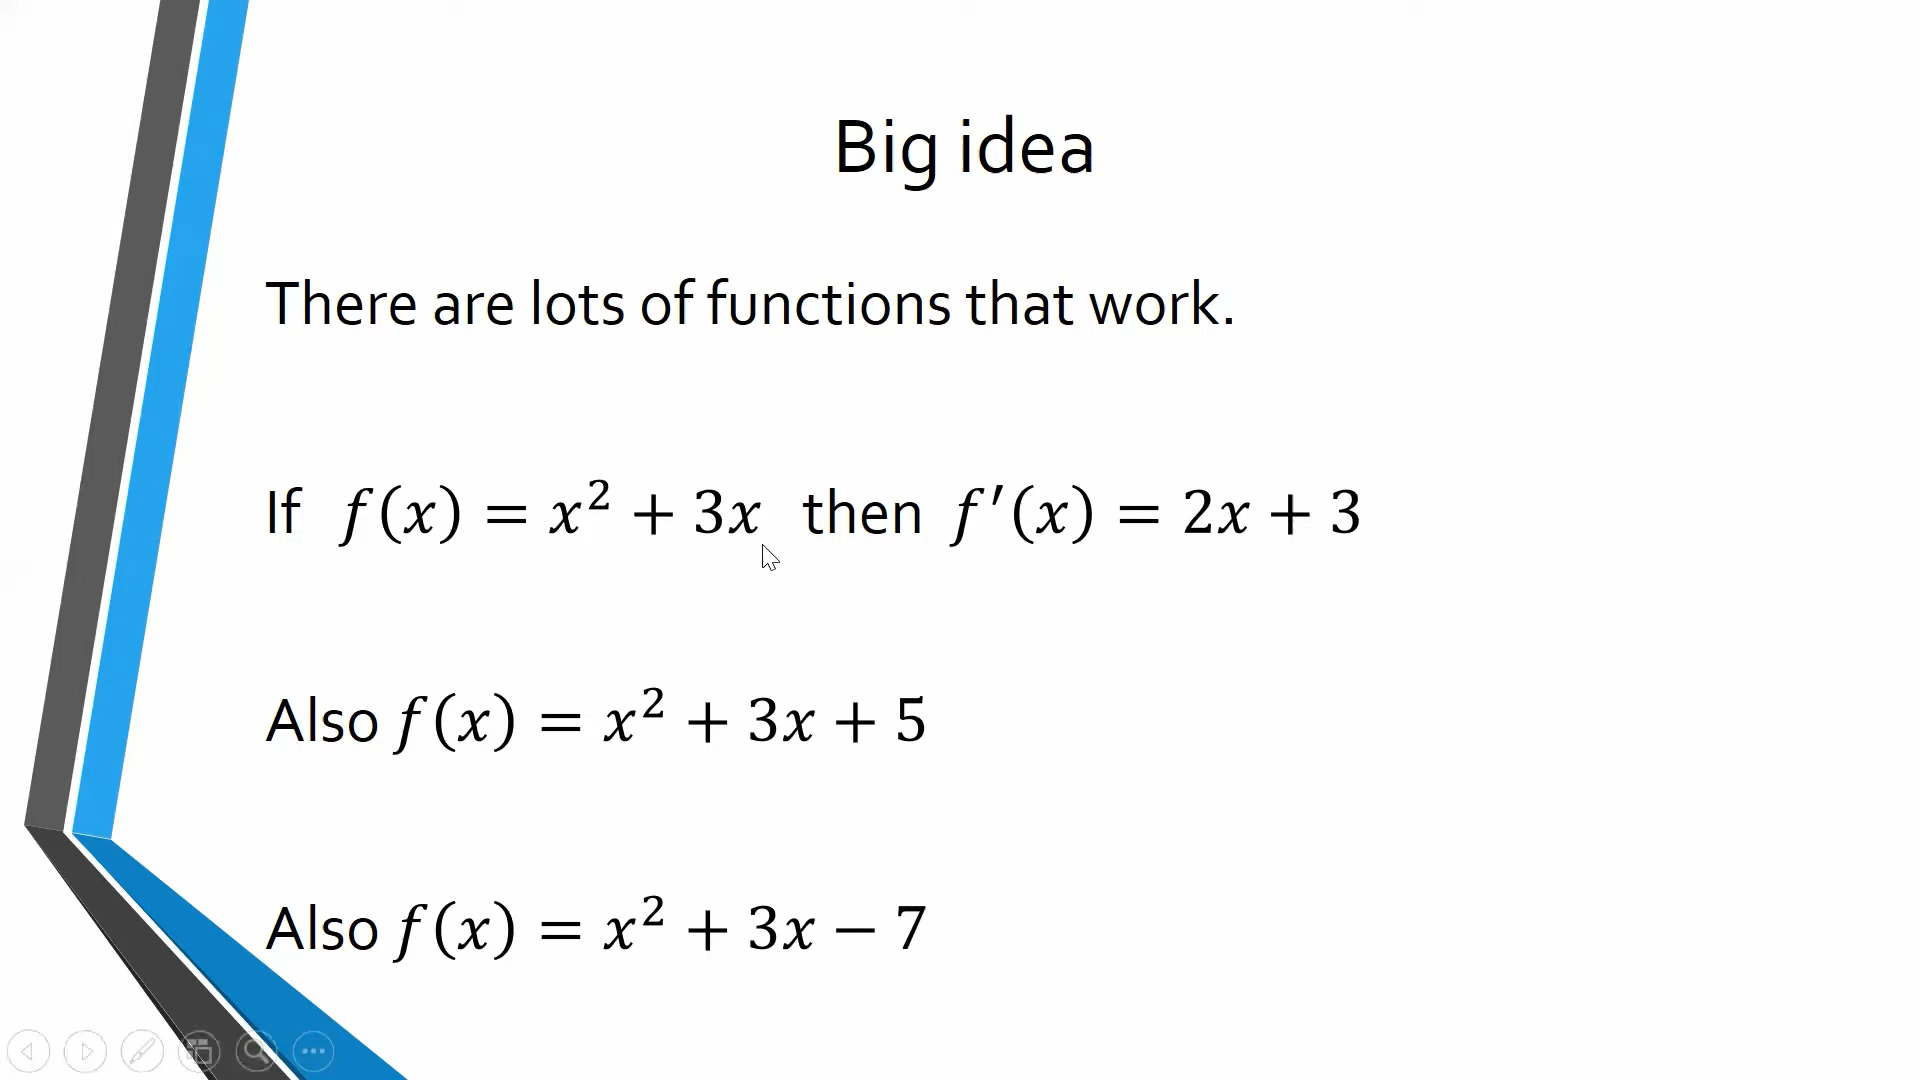 Big idea
There are lots of functions that work.
If f(x) = x² + 3x then f′(x) = 2x + 3
Also f(x) = x² + 3x + 5
Also f(x) = x² + 3x − 7